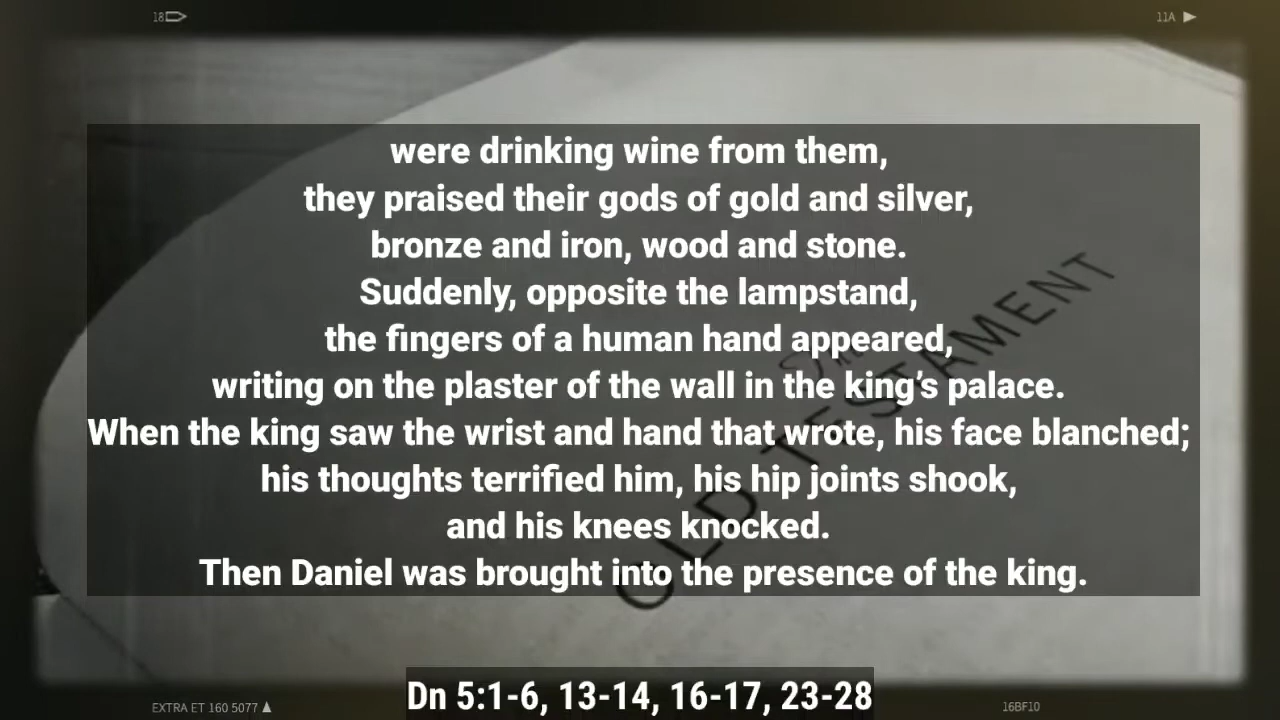 18
11A
were drinking wine from them,
they praised their gods of gold and silver,
bronze and iron, wood and stone.
Suddenly, opposite the lampstand,
the fingers of a human hand appeared,
writing on the plaster of the wall in the king’s palace.
When the king saw the wrist and hand that wrote, his face blanched;
his thoughts terrified him, his hip joints shook,
and his knees knocked.
Then Daniel was brought into the presence of the king.
The
OLD TESTAMENT
Dn 5:1-6, 13-14, 16-17, 23-28
EXTRA ET 160 5077
16BF10